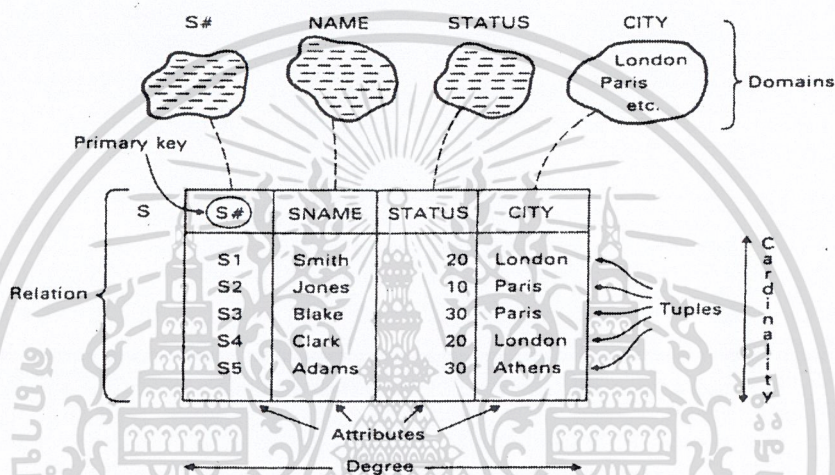 S# NAME STATUS CITY
London
Paris
etc.
Domains
Primary key
S S# SNAME STATUS CITY
S1 Smith 20 London
S2 Jones 10 Paris
S3 Blake 30 Paris
S4 Clark 20 London
S5 Adams 30 Athens
Relation
Tuples
Cardinality
Attributes
Degree